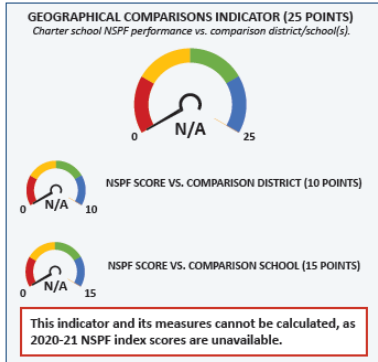 GEOGRAPHICAL COMPARISONS INDICATOR (25 POINTS)
Charter school NSPF performance vs. comparison district/school(s).
N/A
0 25
NSPF SCORE VS. COMPARISON DISTRICT (10 POINTS)
N/A
0 10
NSPF SCORE VS. COMPARISON SCHOOL (15 POINTS)
N/A
0 15
This indicator and its measures cannot be calculated, as
2020-21 NSPF index scores are unavailable.